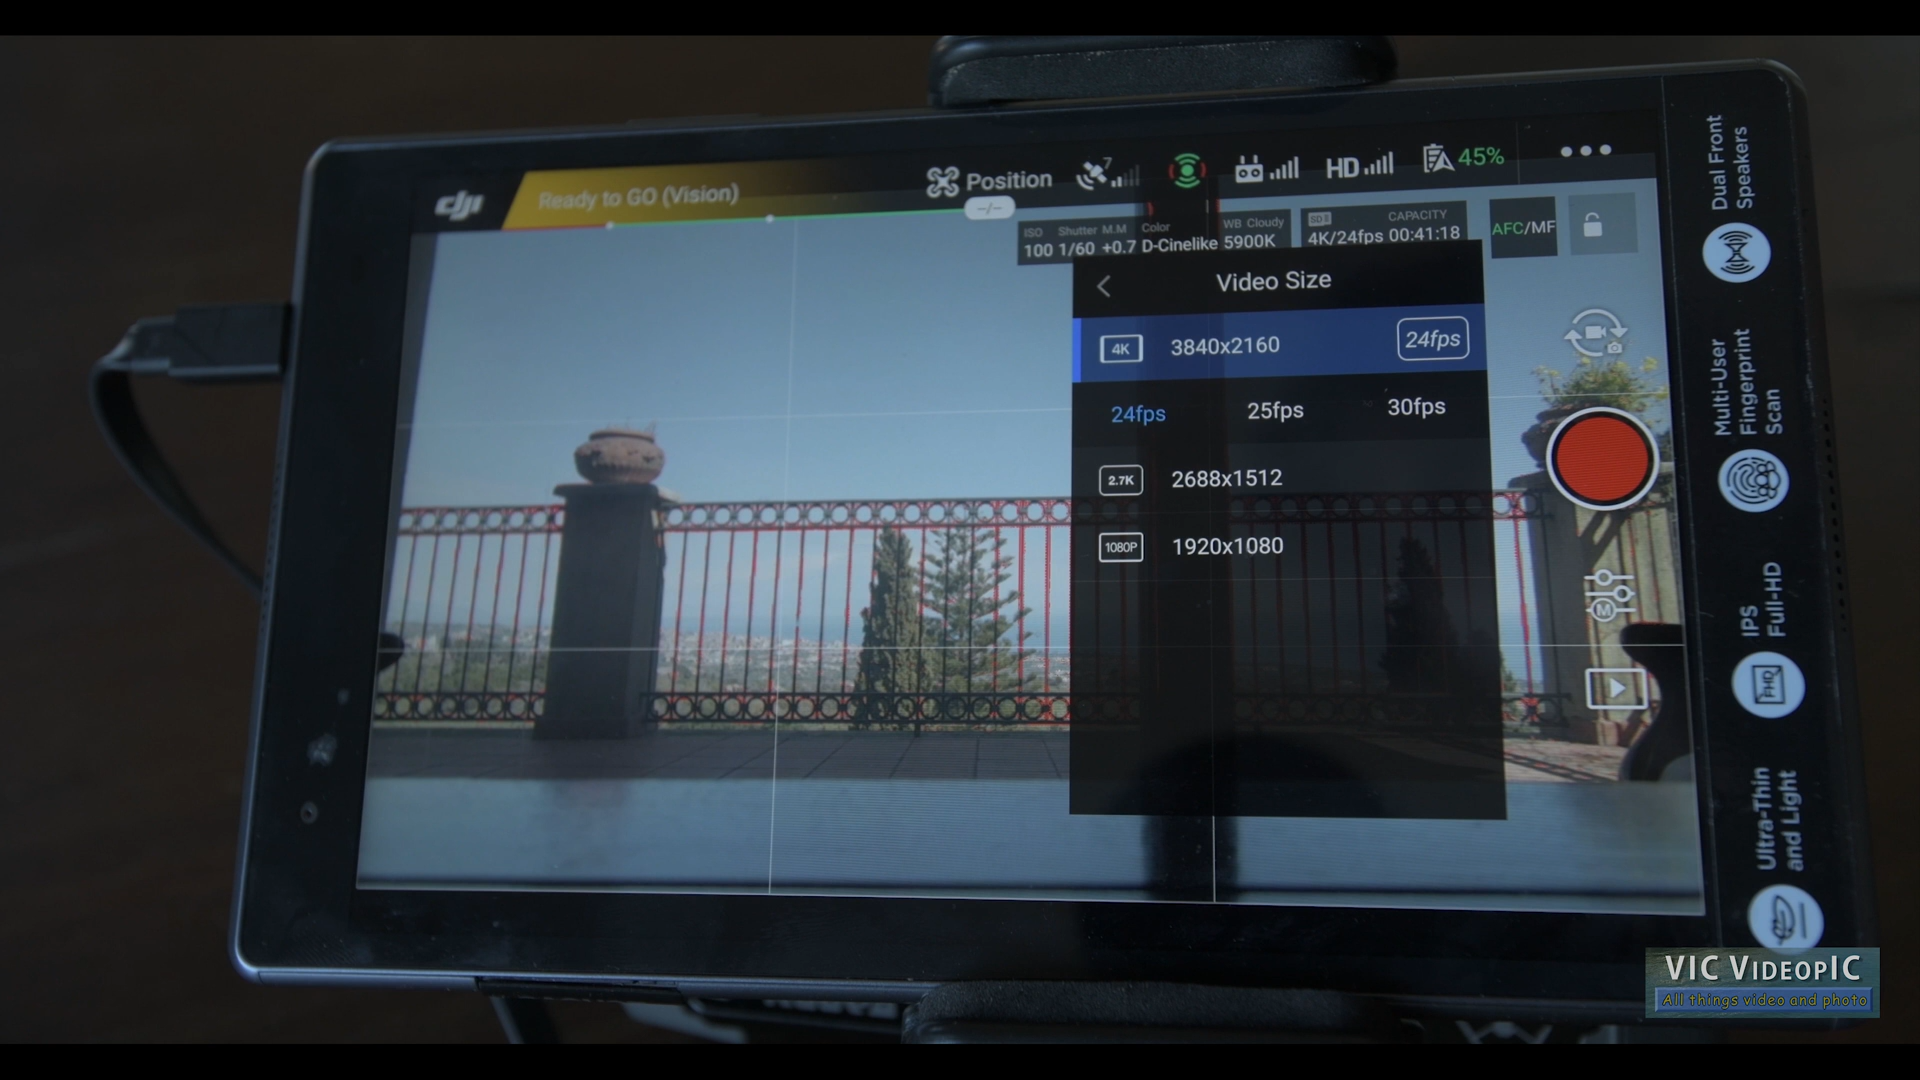 dji
Ready to GO (Vision)
Position
7
HD
45%
ISO
100
Shutter
1/60
M.M
+0.7
Color
D-Cinelike
WB Cloudy
5900K
SD
CAPACITY
4K/24fps 00:41:18
AFC/MF
Video Size
4K 3840x2160 24fps
24fps 25fps 30fps
2.7K 2688x1512
1080P 1920x1080
M
Dual Front
Speakers
Multi-User
Fingerprint
Scan
IPS
Full-HD
FHD
Ultra-Thin
and Light
VIC VIDEOPIC
All things video and photo